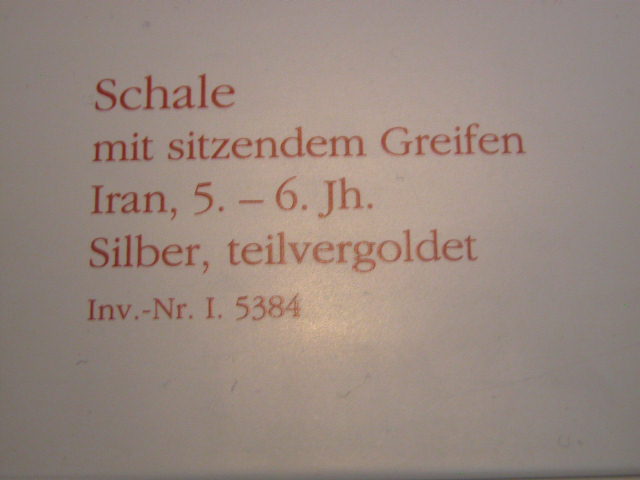 Schale
mit sitzendem Greifen
Iran, 5. – 6. Jh.
Silber, teilvergoldet
Inv.-Nr. I. 5384